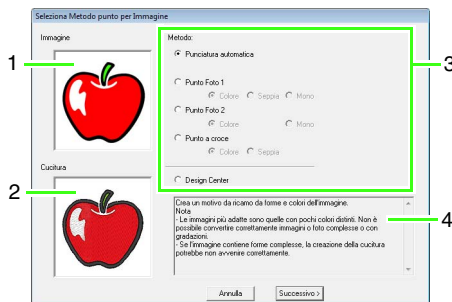 Seleziona Metodo punto per Immagine
Immagine
Metodo:
1
Punciatura automatica
3
Punto Foto 1
Colore Seppia Mono
Punto Foto 2
Colore Mono
Punto a croce
Colore Seppia
Cucitura
Design Center
2
Crea un motivo da ricamo da forme e colori dell'immagine.
Nota
- Le immagini più adatte sono quelle con pochi colori distinti. Non è
possibile convertire correttamente immagini o foto complesse o con
gradazioni.
- Se l'immagine contiene forme complesse, la creazione della cucitura
potrebbe non avvenire correttamente.
4
Annulla Successivo >